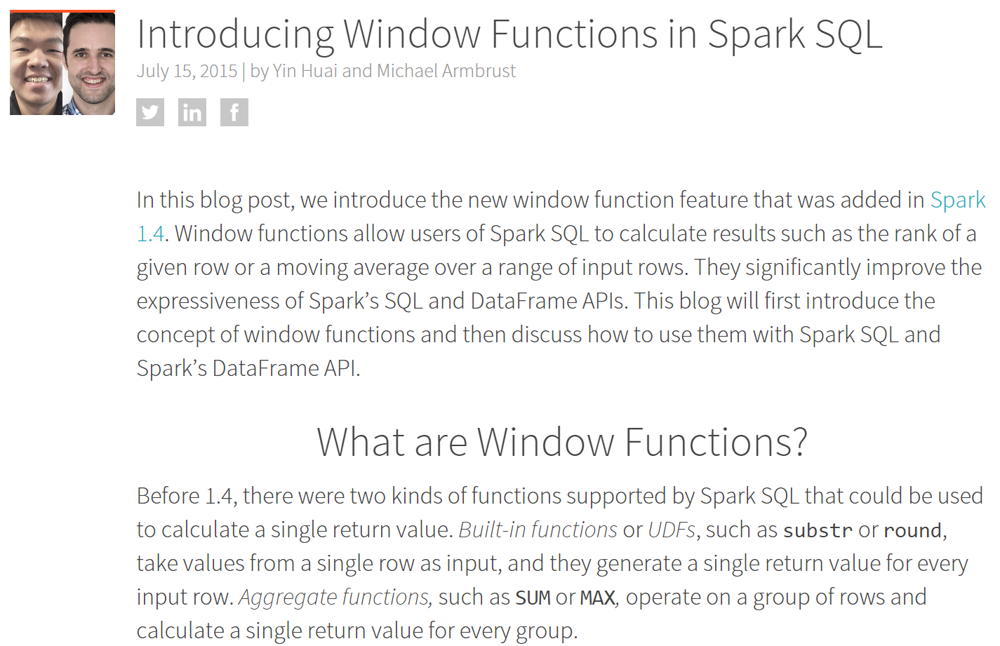 Introducing Window Functions in Spark SQL
July 15, 2015 | by Yin Huai and Michael Armbrust
In this blog post, we introduce the new window function feature that was added in Spark
1.4. Window functions allow users of Spark SQL to calculate results such as the rank of a
given row or a moving average over a range of input rows. They significantly improve the
expressiveness of Spark’s SQL and DataFrame APIs. This blog will first introduce the
concept of window functions and then discuss how to use them with Spark SQL and
Spark’s DataFrame API.
What are Window Functions?
Before 1.4, there were two kinds of functions supported by Spark SQL that could be used
to calculate a single return value. Built-in functions or UDFs, such as substr or round,
take values from a single row as input, and they generate a single return value for every
input row. Aggregate functions, such as SUM or MAX, operate on a group of rows and
calculate a single return value for every group.